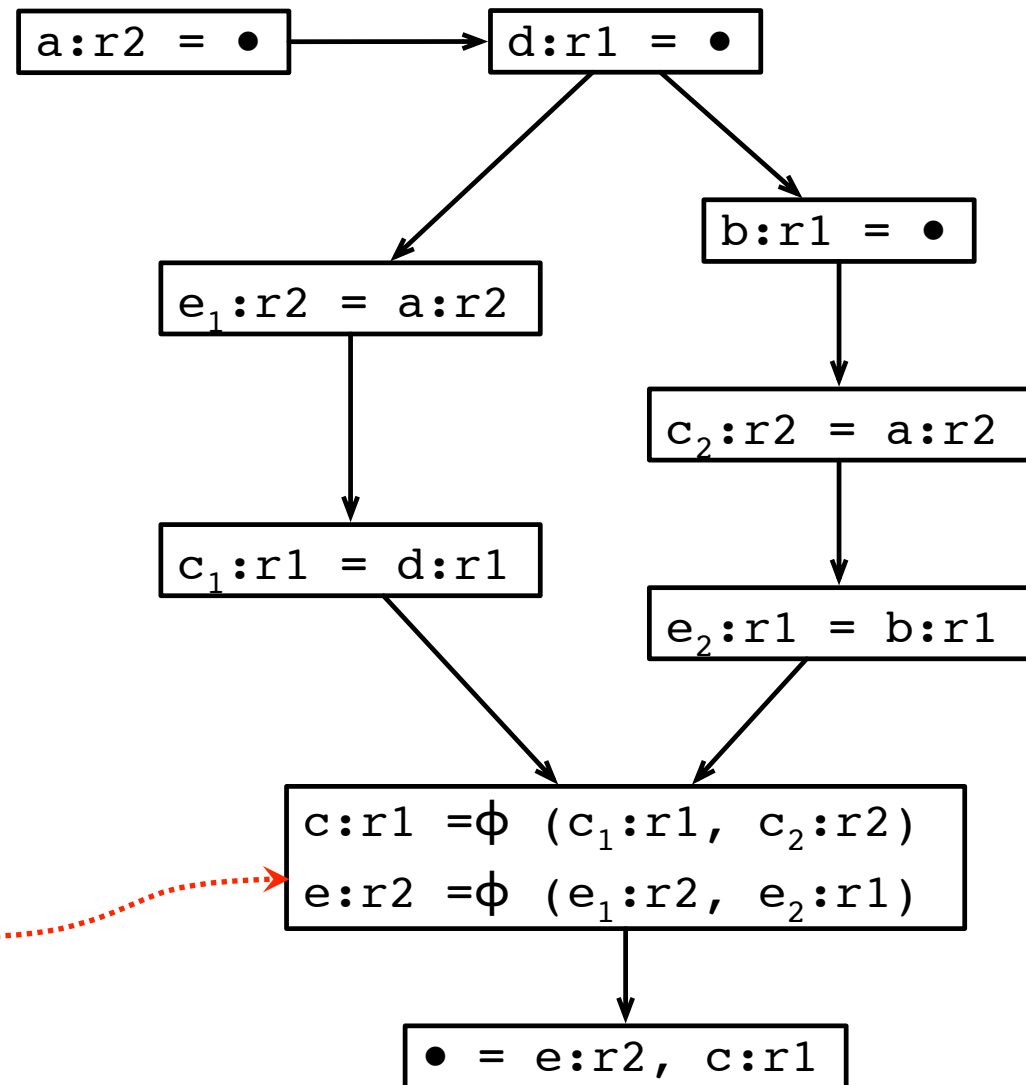 a:r2 = ●
d:r1 = ●
b:r1 = ●
e₁:r2 = a:r2
c₂:r2 = a:r2
c₁:r1 = d:r1
e₂:r1 = b:r1
c:r1 =ϕ (c₁:r1, c₂:r2)
e:r2 =ϕ (e₁:r2, e₂:r1)
● = e:r2, c:r1